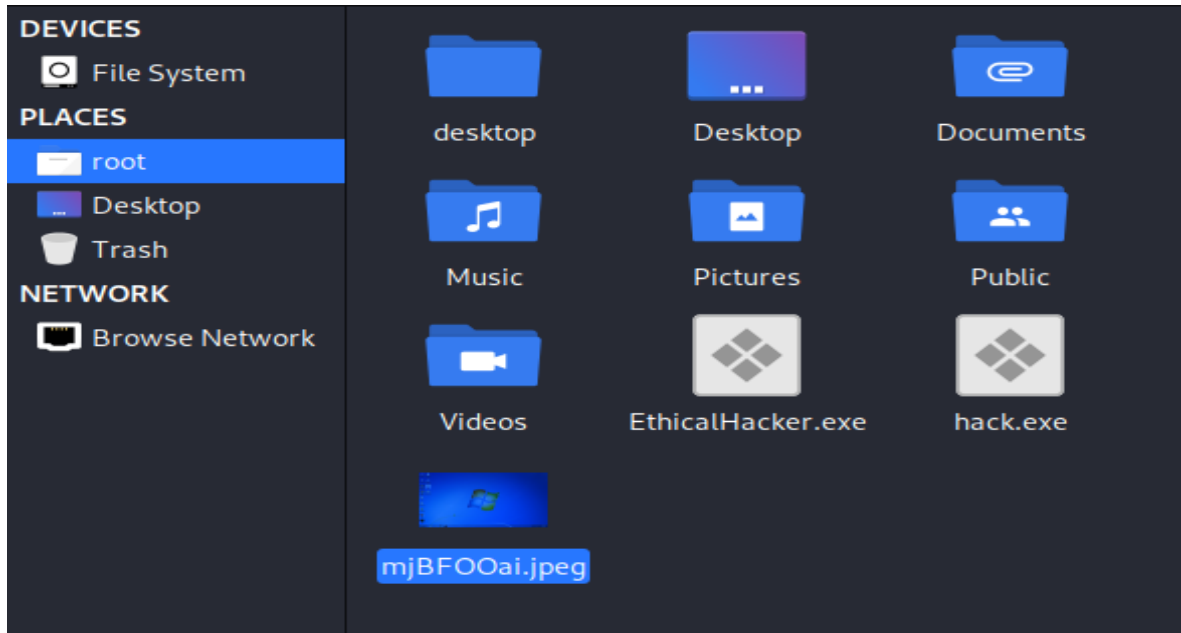 DEVICES
File System
PLACES
root
Desktop
Trash
NETWORK
Browse Network
desktop
Desktop
Documents
Music
Pictures
Public
Videos
EthicalHacker.exe
hack.exe
mjBFOOai.jpeg